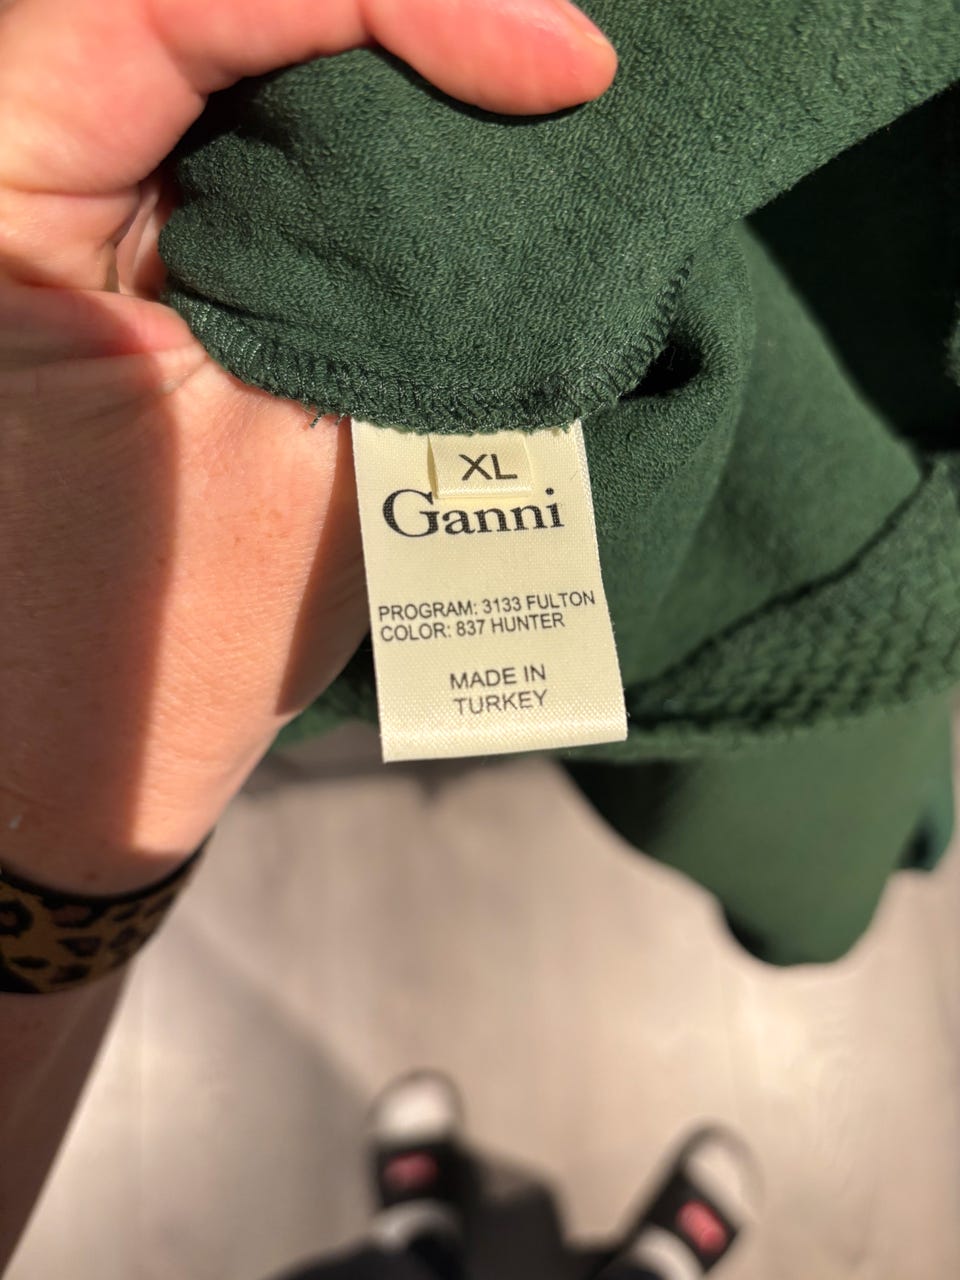 XL
Ganni
PROGRAM: 3133 FULTON
COLOR: 837 HUNTER
MADE IN
TURKEY